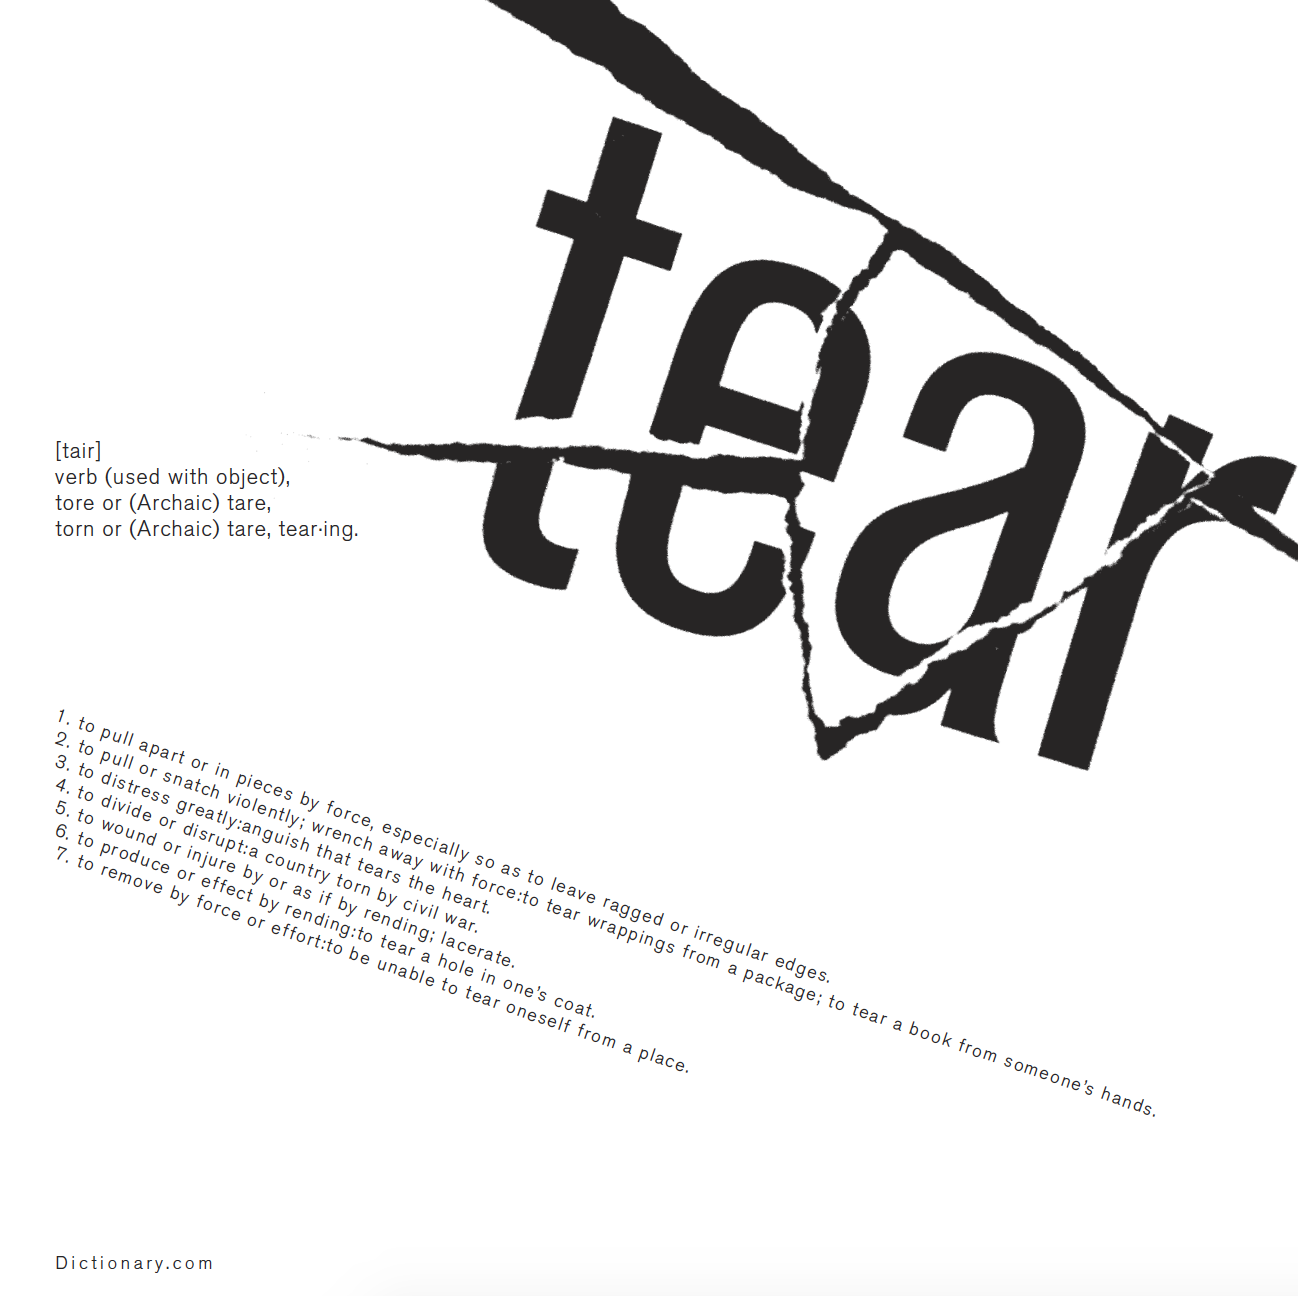 tear
[tair]
verb (used with object),
tore or (Archaic) tare,
torn or (Archaic) tare, tear·ing.
1. to pull apart or in pieces by force, especially so as to leave ragged or irregular edges.
2. to pull or snatch violently; wrench away with force:to tear wrappings from a package; to tear a book from someone's hands.
3. to distress greatly:anguish that tears the heart.
4. to divide or disrupt:a country torn by civil war.
5. to wound or injure by or as if by rending; lacerate.
6. to produce or effect by rending:to tear a hole in one's coat.
7. to remove by force or effort:to be unable to tear oneself from a place.
Dictionary.com